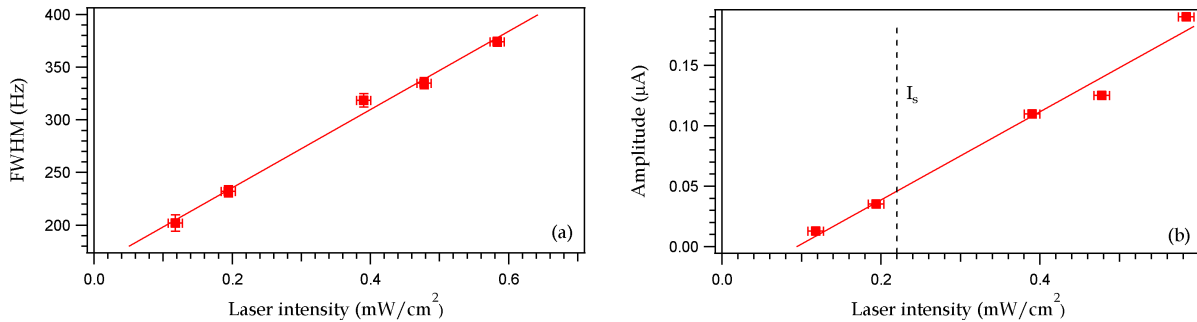 400
350
300
250
200
FWHM (Hz)
0.0
0.2
0.4
0.6
Laser intensity (mW/cm²)
(a)
0.15
0.10
0.05
0.00
Amplitude (μA)
I_s
0.0
0.2
0.4
Laser intensity (mW/cm²)
(b)